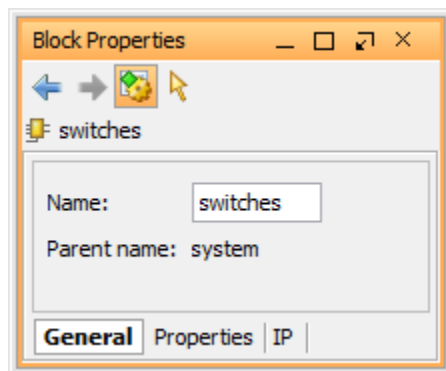 Block Properties
switches
Name: switches
Parent name: system
General Properties IP